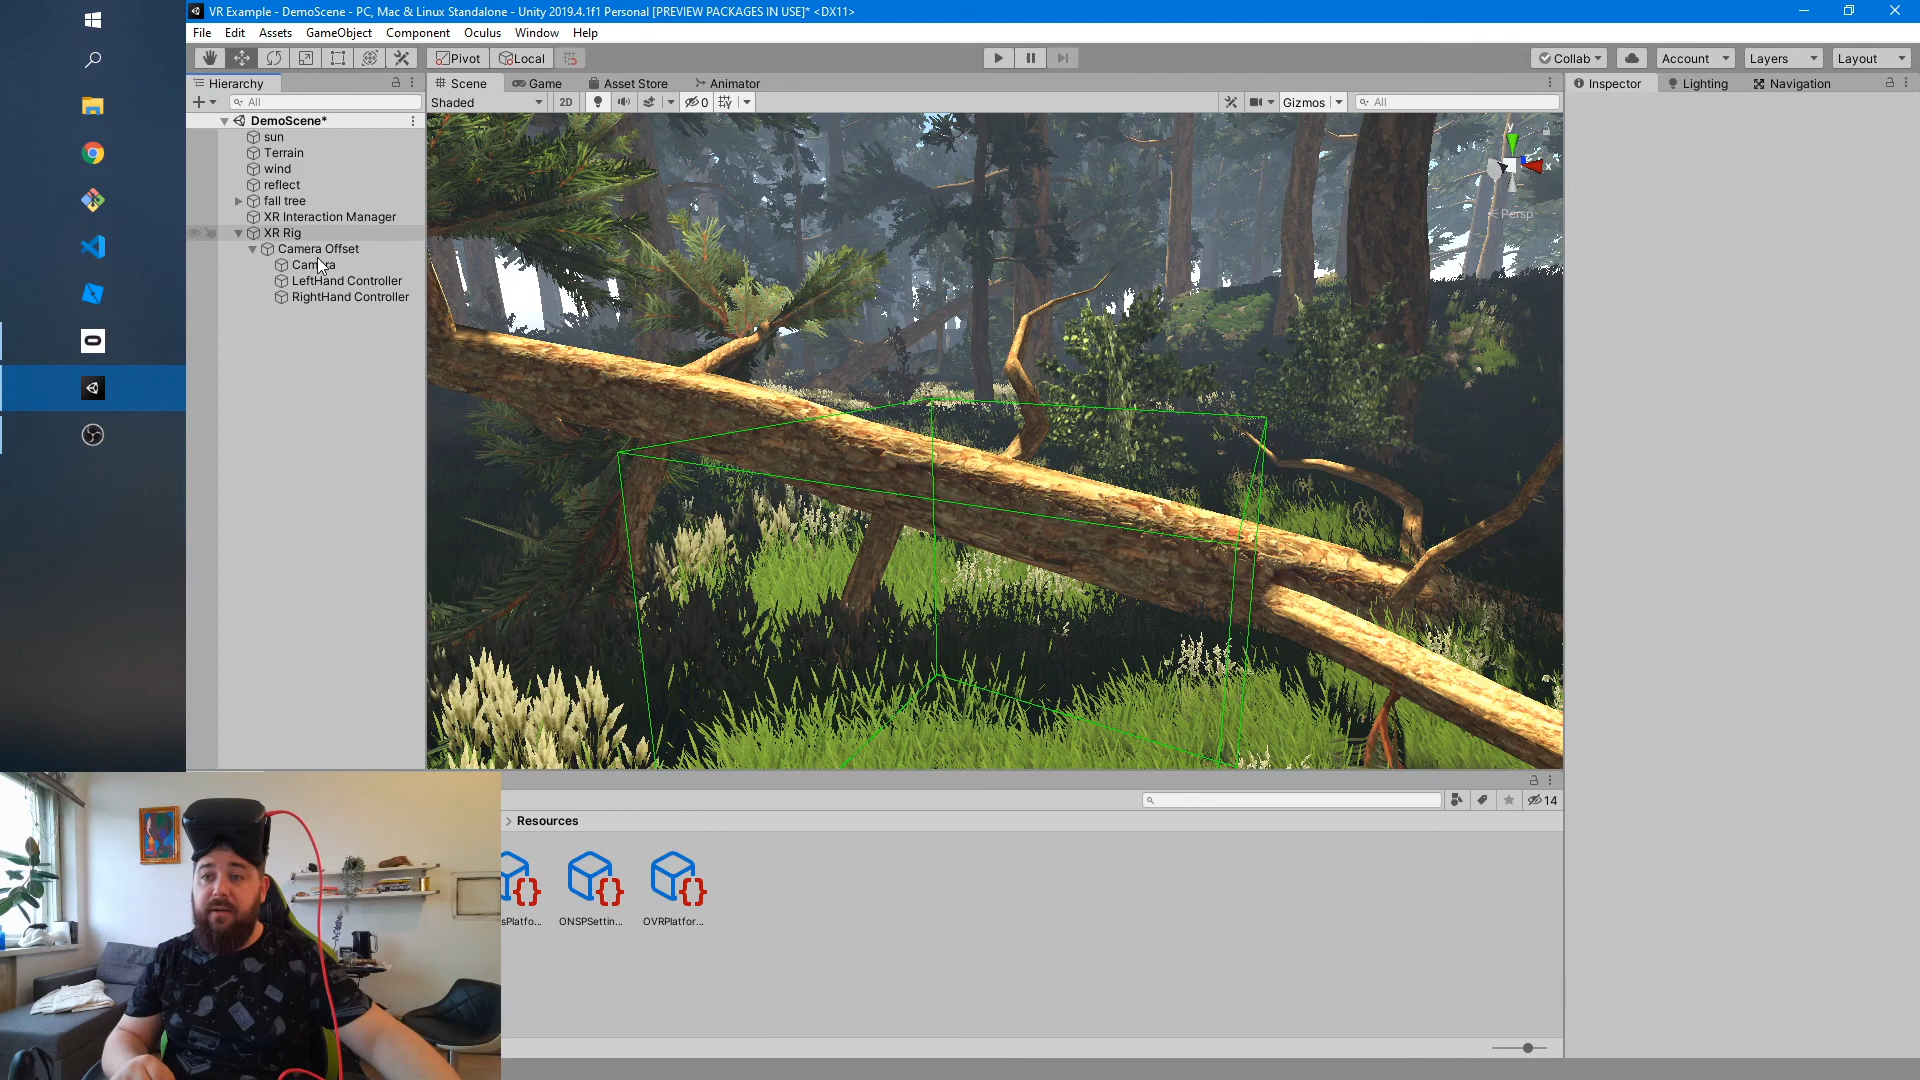 VR Example - DemoScene - PC, Mac & Linux Standalone - Unity 2019.4.1f1 Personal [PREVIEW PACKAGES IN USE]* <DX11>
File Edit Assets GameObject Component Oculus Window Help
Pivot Local Collab Account Layers Layout
Hierarchy Scene Game Asset Store Animator Inspector Lighting Navigation
All Shaded 2D 0 Gizmos All
DemoScene*
sun
Terrain
wind
reflect
fall tree
XR Interaction Manager
XR Rig
Camera Offset
LeftHand Controller
RightHand Controller
y
x
Persp
14
Resources
sPlatfo... ONSPSettin... OVRPlatfor...